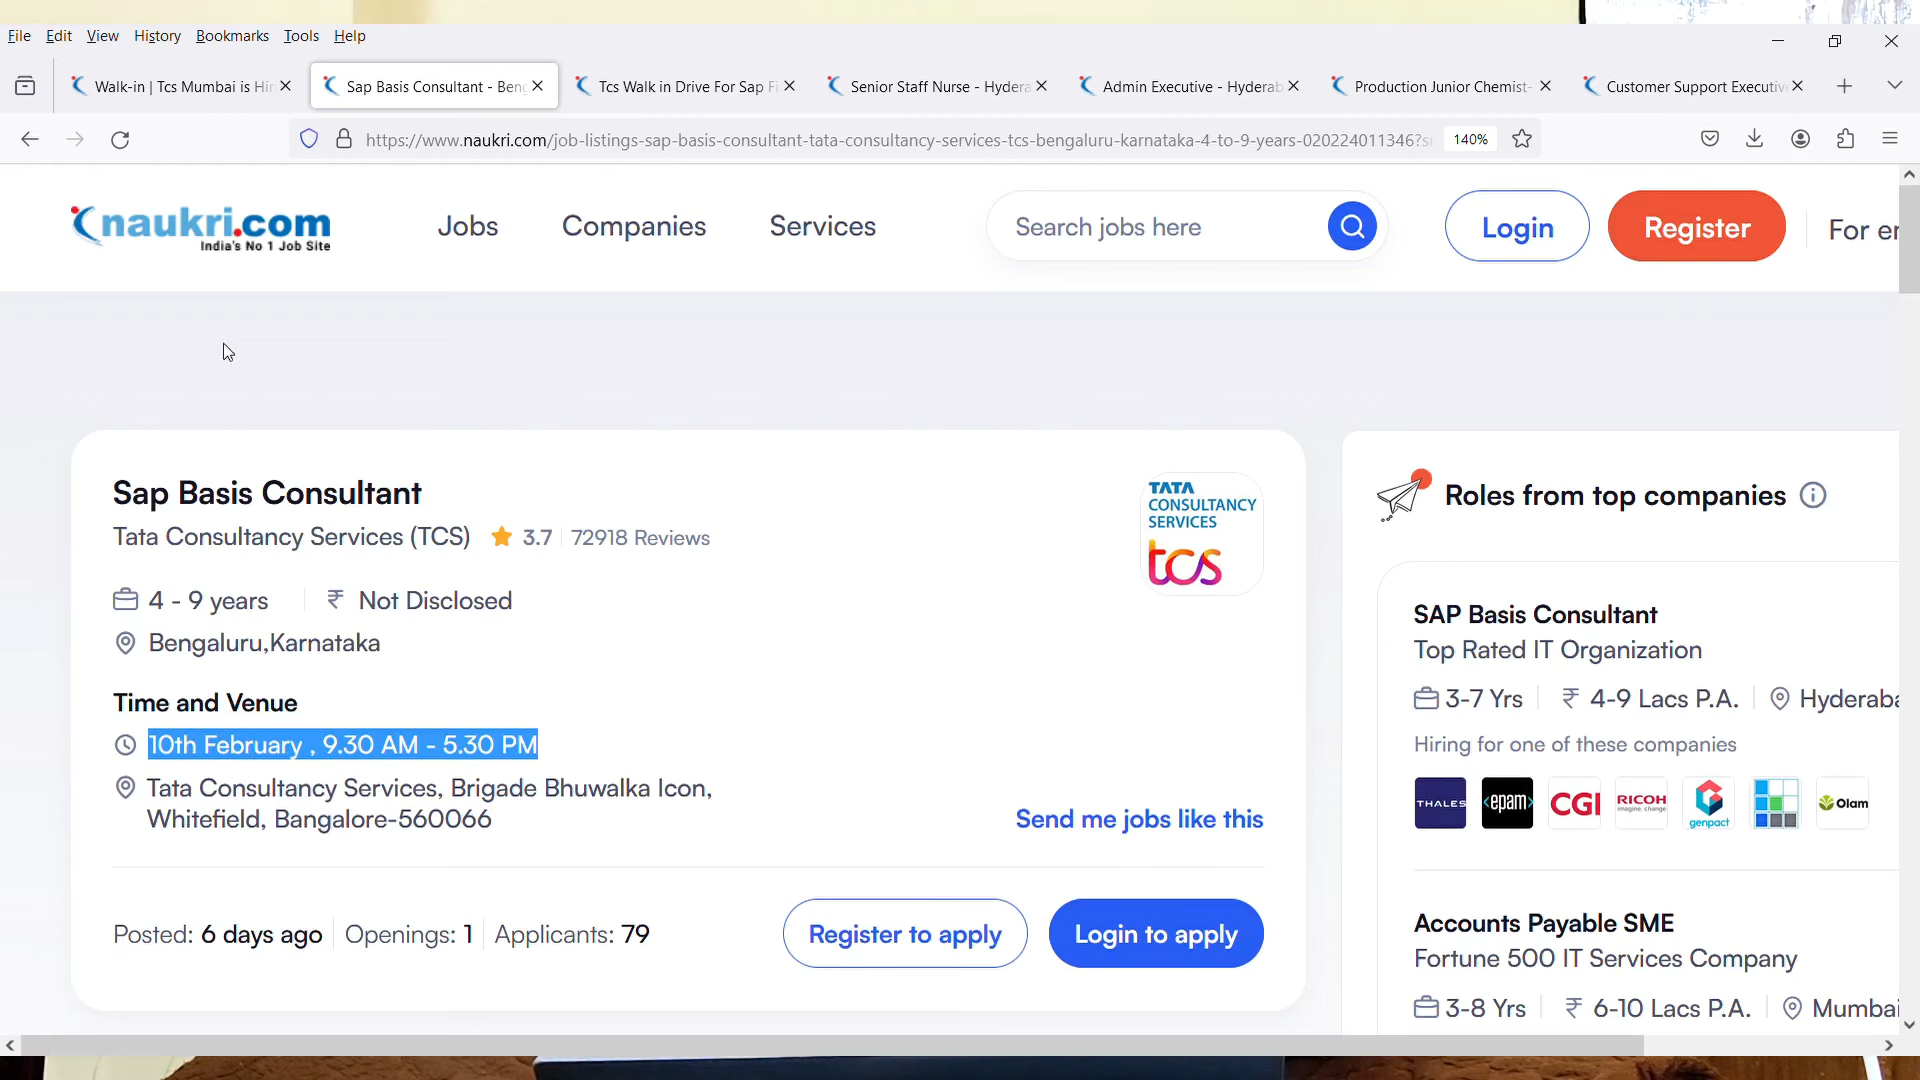 File Edit View History Bookmarks Tools Help
Walk-in | Tcs Mumbai is Hir
Sap Basis Consultant - Beng
Tcs Walk in Drive For Sap Fi
Senior Staff Nurse - Hydera
Admin Executive - Hyderab
Production Junior Chemist-
Customer Support Executiv
https://www.naukri.com/job-listings-sap-basis-consultant-tata-consultancy-services-tcs-bengaluru-karnataka-4-to-9-years-020224011346?sr
140%
naukri.com
India's No 1 Job Site
Jobs Companies Services
Search jobs here
Login
Register
For er
Sap Basis Consultant
Tata Consultancy Services (TCS) 3.7 72918 Reviews
TATA
CONSULTANCY
SERVICES
tcs
4 - 9 years ₹ Not Disclosed
Bengaluru,Karnataka
Time and Venue
10th February , 9.30 AM - 5.30 PM
Tata Consultancy Services, Brigade Bhuwalka Icon,
Whitefield, Bangalore-560066
Send me jobs like this
Posted: 6 days ago Openings: 1 Applicants: 79
Register to apply
Login to apply
Roles from top companies
SAP Basis Consultant
Top Rated IT Organization
3-7 Yrs ₹ 4-9 Lacs P.A. Hyderaba
Hiring for one of these companies
THALES
<epam>
CGI
RICOH
imagine. change.
genpact
Olam
Accounts Payable SME
Fortune 500 IT Services Company
3-8 Yrs ₹ 6-10 Lacs P.A. Mumbai